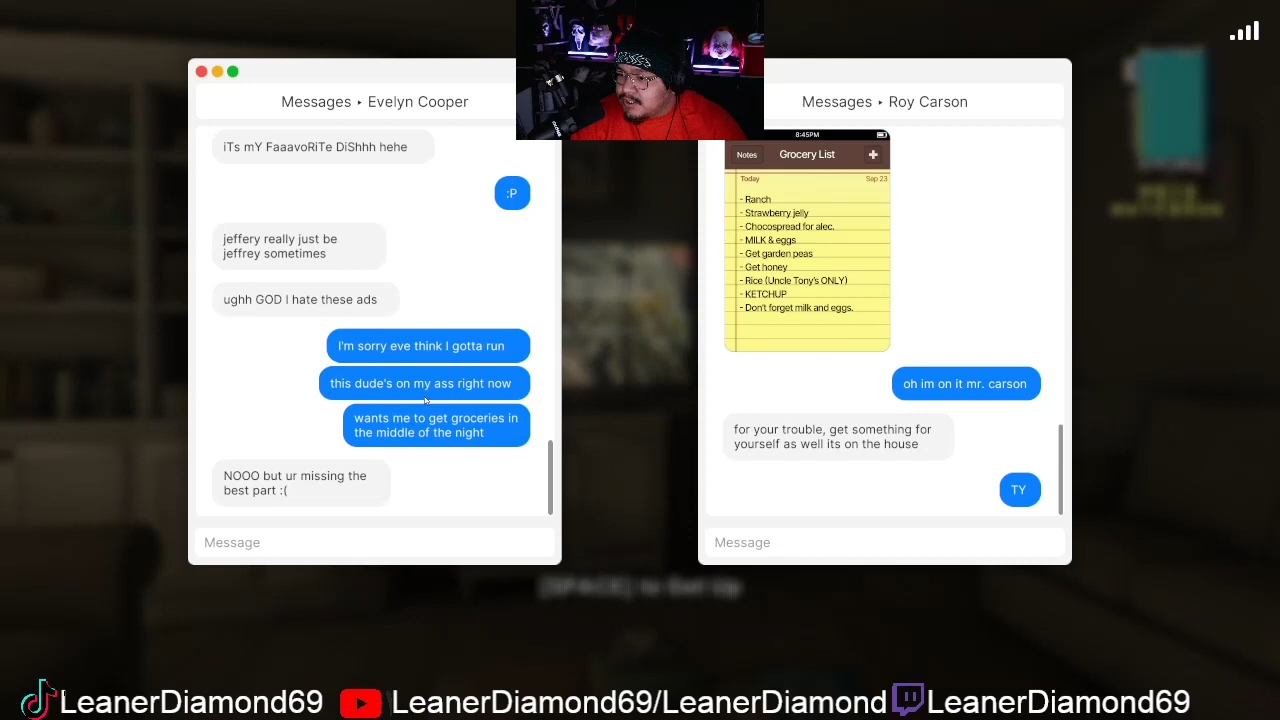 Messages ▸ Evelyn Cooper
iTs mY FaaavoRiTe DiShhh hehe
:P
jeffery really just be
jeffrey sometimes
ughh GOD I hate these ads
I'm sorry eve think I gotta run
this dude's on my ass right now
wants me to get groceries in
the middle of the night
NOOO but ur missing the
best part :(
Message
Messages ▸ Roy Carson
8:45PM
Notes
Grocery List
+
Today
Sep 23
- Ranch
- Strawberry jelly
- Chocospread for alec.
- MILK & eggs
- Get garden peas
- Get honey
- Rice (Uncle Tony's ONLY)
- KETCHUP
- Don't forget milk and eggs.
oh im on it mr. carson
for your trouble, get something for
yourself as well its on the house
TY
Message
[SPACE] to Get Up
LeanerDiamond69
LeanerDiamond69/LeanerDiamond
LeanerDiamond69